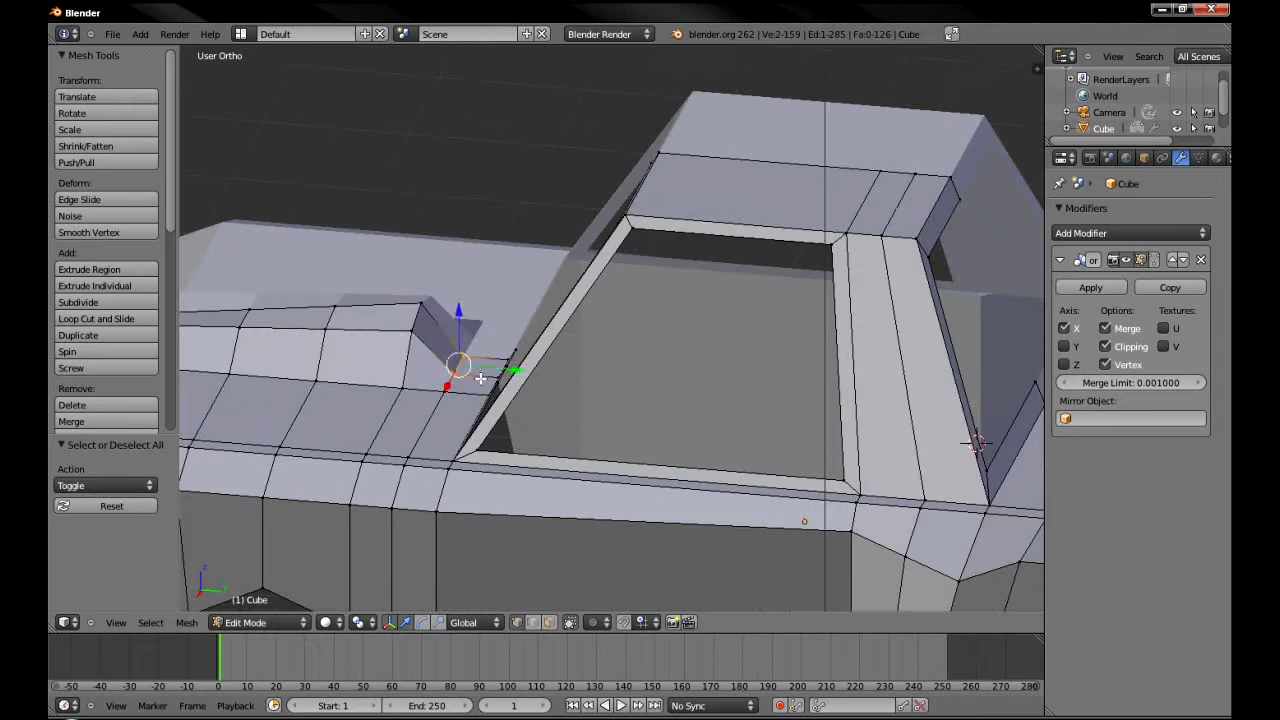 Blender
File Add Render Help Default Scene Blender Render blender.org 262 | Ve:2-159 | Ed:1-285 | Fa:0-126 | Cube
Mesh Tools
Transform:
Translate
Rotate
Scale
Shrink/Fatten
Push/Pull
Deform:
Edge Slide
Noise
Smooth Vertex
Add:
Extrude Region
Extrude Individual
Subdivide
Loop Cut and Slide
Duplicate
Spin
Screw
Remove:
Delete
Merge
Select or Deselect All
Action
Toggle
Reset
User Ortho
z
y
(1) Cube
View Search All Scenes
RenderLayers
World
Camera
Cube
Cube
Modifiers
Add Modifier
or
Apply Copy
Axis: Options: Textures:
X Merge U
Y Clipping V
Z Vertex
Merge Limit: 0.001000
Mirror Object:
View Select Mesh Edit Mode Global
-50 -40 -30 -20 -10 0 10 20 30 40 50 60 70 80 90 100 110 120 130 140 150 160 170 180 190 200 210 220 230 240 250 260 270 280
View Marker Frame Playback Start: 1 End: 250 1 No Sync